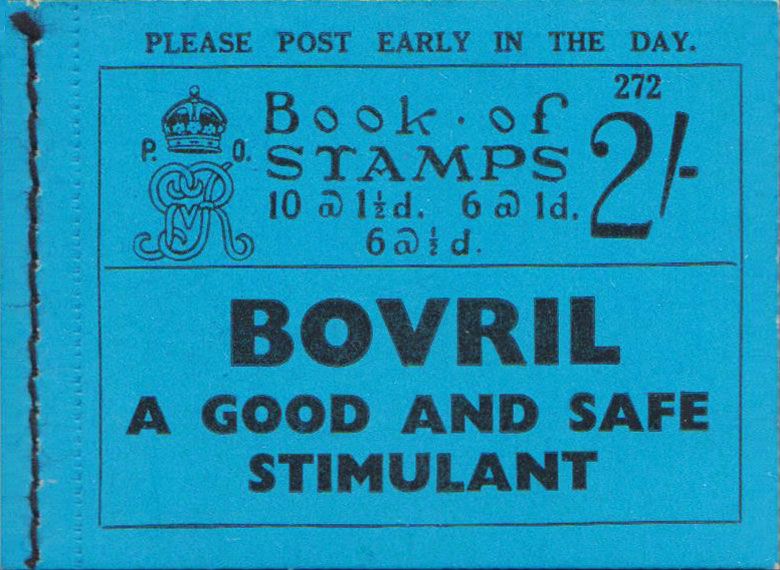 PLEASE POST EARLY IN THE DAY.
272
Book · of
P. O.
STAMPS
2/-
10 @ 1½d. 6 @ 1d.
6 @ ½d.
BOVRIL
A GOOD AND SAFE
STIMULANT